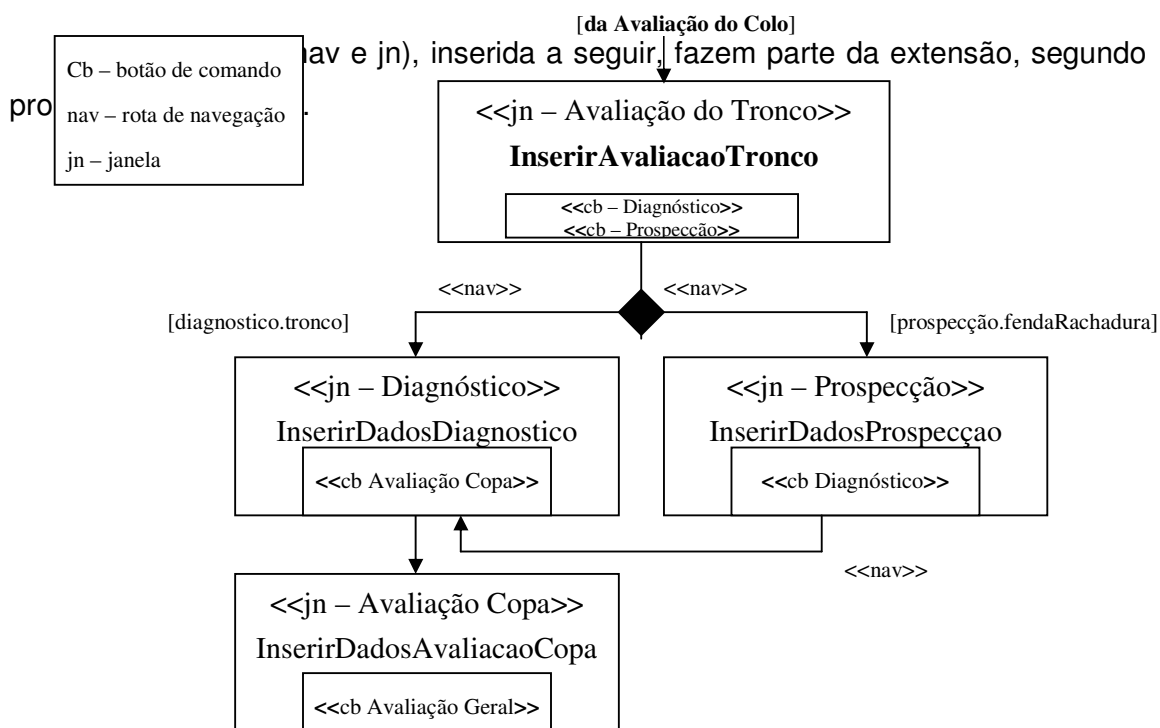 [da Avaliação do Colo]
nav e jn), inserida a seguir, fazem parte da extensão, segundo
pro .
Cb – botão de comando
nav – rota de navegação
jn – janela
<<jn – Avaliação do Tronco>>
InserirAvaliacaoTronco
<<cb – Diagnóstico>>
<<cb – Prospecção>>
<<nav>> <<nav>>
[diagnostico.tronco] [prospecção.fendaRachadura]
<<jn – Diagnóstico>>
InserirDadosDiagnostico
<<cb Avaliação Copa>>
<<jn – Prospecção>>
InserirDadosProspecçao
<<cb Diagnóstico>>
<<nav>>
<<jn – Avaliação Copa>>
InserirDadosAvaliacaoCopa
<<cb Avaliação Geral>>